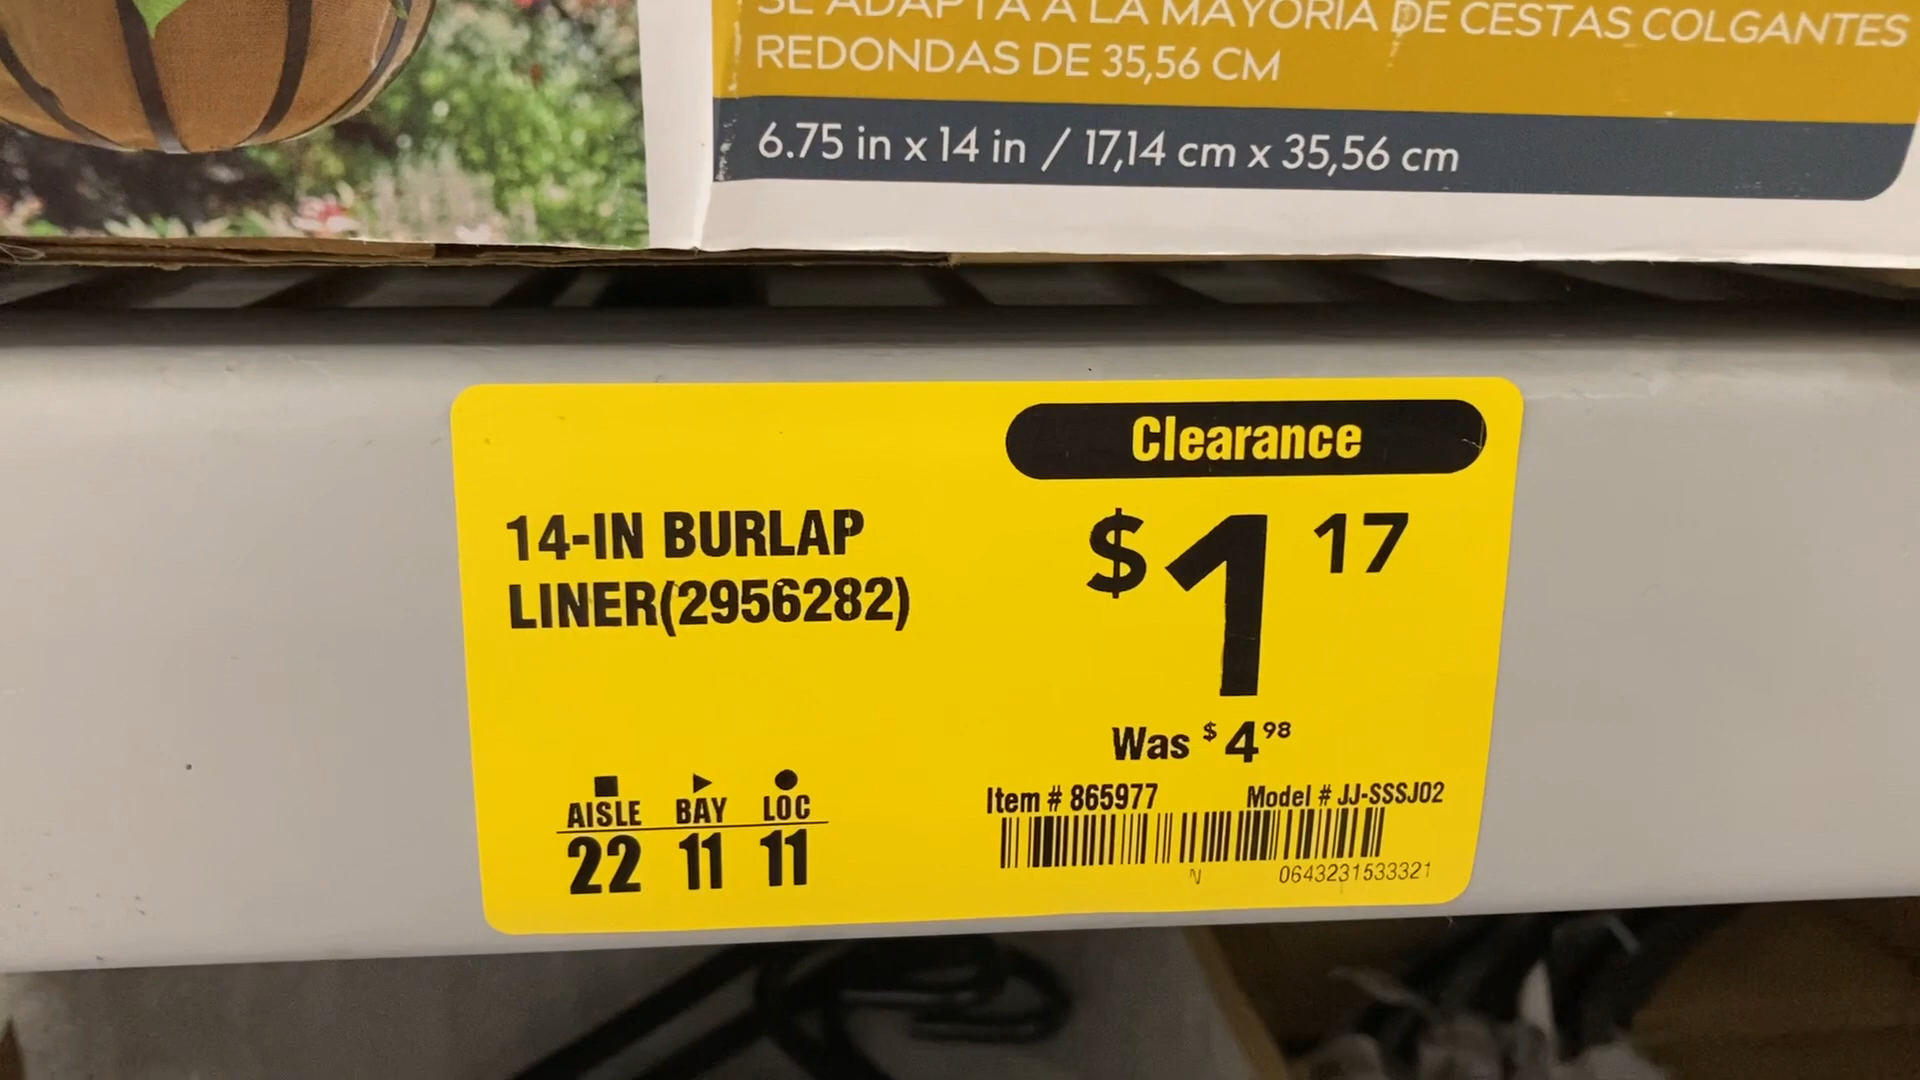 SE ADAPTA A LA MAYORÍA DE CESTAS COLGANTES
REDONDAS DE 35,56 CM
6.75 in x 14 in / 17,14 cm x 35,56 cm
Clearance
14-IN BURLAP
LINER(2956282)
$1 17
Was $4 98
AISLE BAY LOC
22 11 11
Item # 865977 Model # JJ-SSSJ02
N
0643231533321